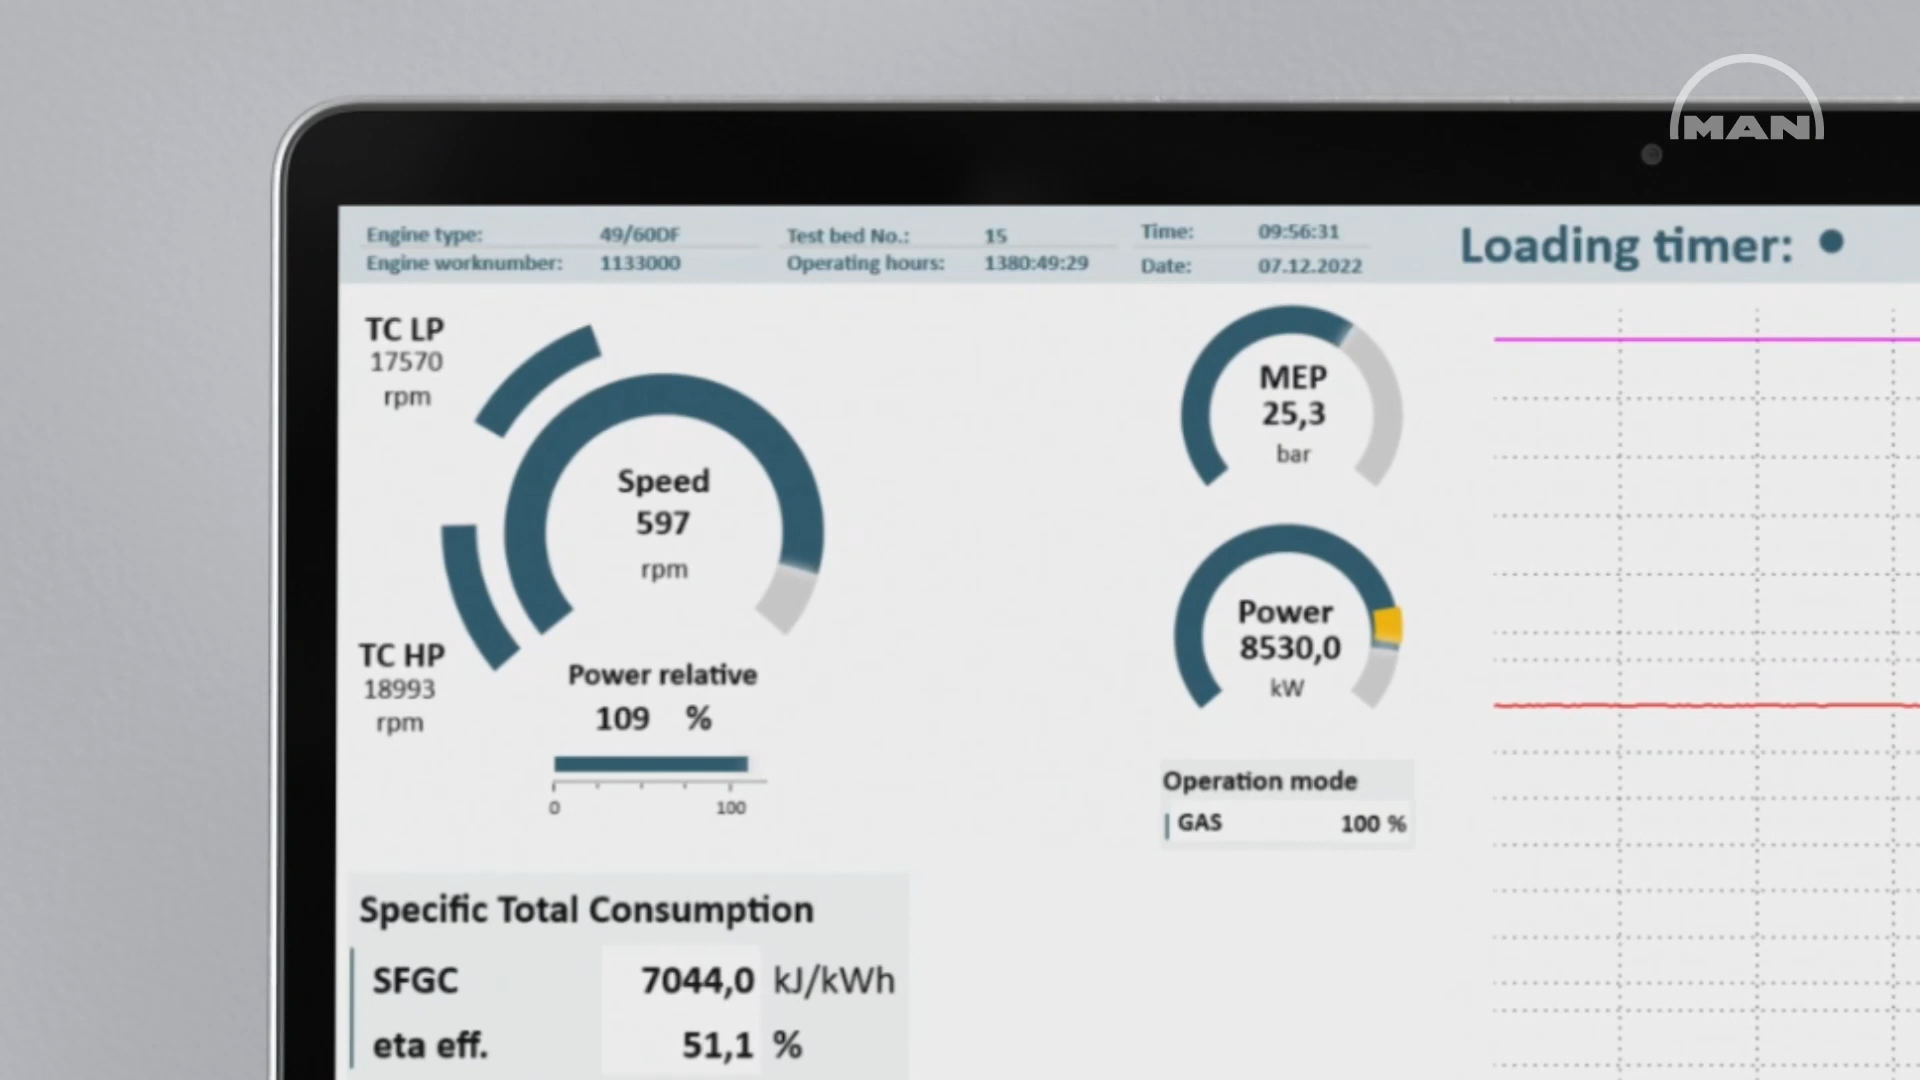 MAN
Engine type: 49/60DF
Engine worknumber: 1133000
Test bed No.: 15
Operating hours: 1380:49:29
Time: 09:56:31
Date: 07.12.2022
Loading timer:
TC LP
17570
rpm
Speed
597
rpm
TC HP
18993
rpm
Power relative
109 %
0 100
MEP
25,3
bar
Power
8530,0
kW
Operation mode
GAS 100 %
Specific Total Consumption
SFGC 7044,0 kJ/kWh
eta eff. 51,1 %